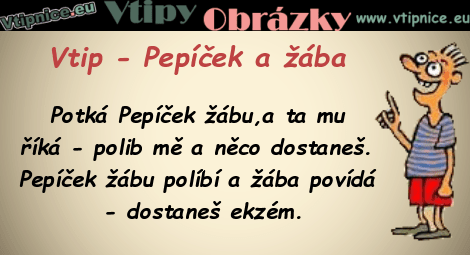 Vtipnice.eu Vtipy Obrázky www.vtipnice.eu
Vtip - Pepíček a žába
Potká Pepíček žábu,a ta mu
říká - polib mě a něco dostaneš.
Pepíček žábu políbí a žába povídá
- dostaneš ekzém.